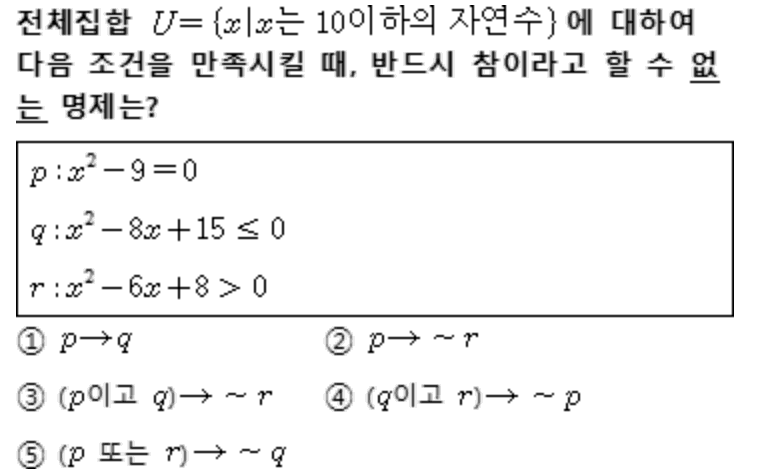 전체집합 U={x|x는 10이하의 자연수}에 대하여
다음 조건을 만족시킬 때, 반드시 참이라고 할 수 없
는 명제는?
p : x² − 9 = 0
q : x² − 8x + 15 ≤ 0
r : x² − 6x + 8 > 0
① p→q ② p→ ~r
③ (p이고 q)→ ~r ④ (q이고 r)→ ~p
⑤ (p 또는 r)→ ~q